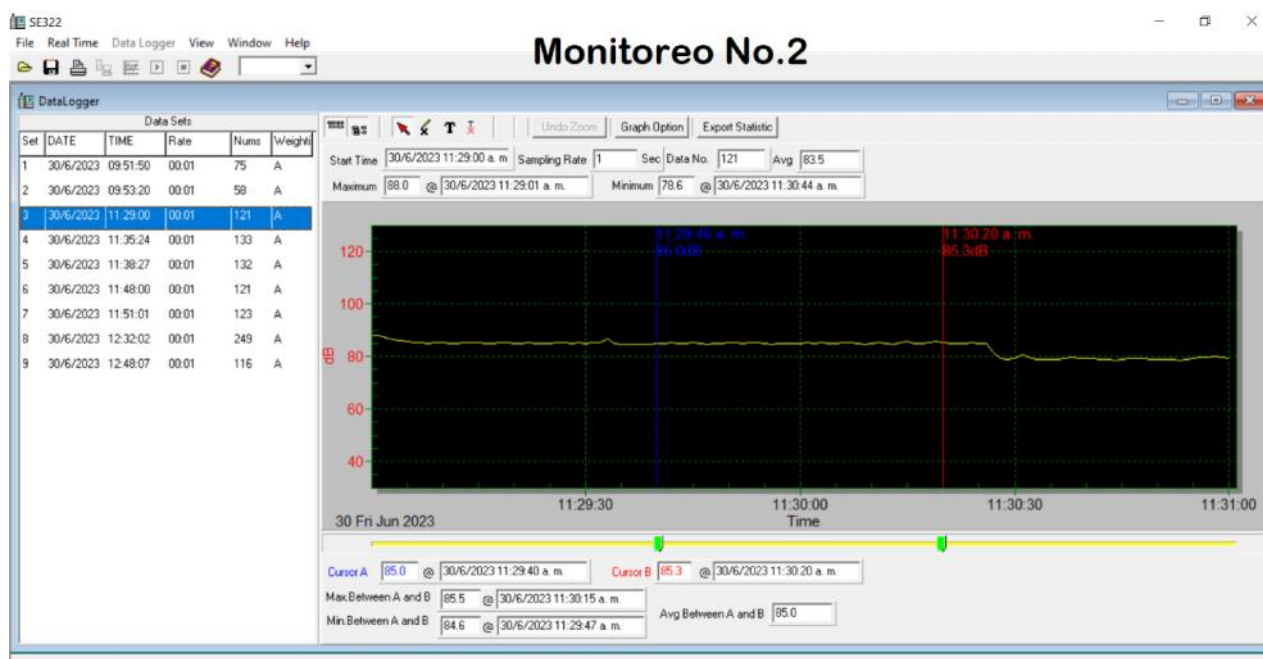 SE322
File Real Time Data Logger View Window Help
Monitoreo No.2
DataLogger
Data Sets
Set DATE TIME Rate Nums Weighti
1 30/6/2023 09:51:50 00:01 75 A
2 30/6/2023 09:53:20 00:01 58 A
3 30/6/2023 11:29:00 00:01 121 A
4 30/6/2023 11:35:24 00:01 133 A
5 30/6/2023 11:38:27 00:01 132 A
6 30/6/2023 11:48:00 00:01 121 A
7 30/6/2023 11:51:01 00:01 123 A
8 30/6/2023 12:32:02 00:01 249 A
9 30/6/2023 12:48:07 00:01 116 A
T Undo Zoom Graph Option Export Statistic
Start Time 30/6/2023 11:29:00 a. m. Sampling Rate 1 Sec Data No. 121 Avg 83.5
Maximum 88.0 @ 30/6/2023 11:29:01 a. m. Minimum 78.6 @ 30/6/2023 11:30:44 a. m.
11:29:40 a. m. 11:30:20 a. m.
85.0dB 85.3dB
120
100
dB
80
60
40
11:29:30 11:30:00 11:30:30 11:31:00
30 Fri Jun 2023 Time
Cursor A 85.0 @ 30/6/2023 11:29:40 a. m. Cursor B 85.3 @ 30/6/2023 11:30:20 a. m.
Max.Between A and B 85.5 @ 30/6/2023 11:30:15 a. m.
Avg Between A and B 85.0
Min.Between A and B 84.6 @ 30/6/2023 11:29:47 a. m.